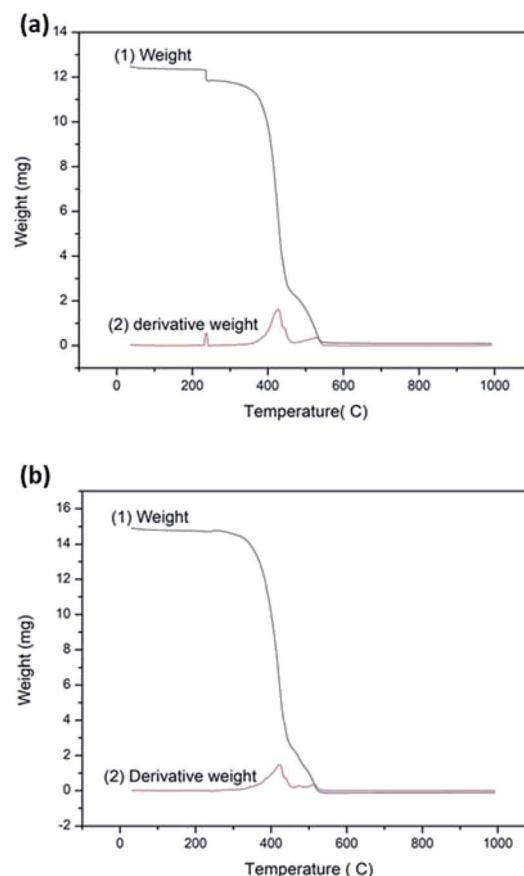 (a)
14
(1) Weight
12
10
8
Weight (mg)
6
4
2
(2) derivative weight
0
0 200 400 600 800 1000
Temperature( C)
(b)
16
(1) Weight
14
12
10
8
Weight (mg)
6
4
2
(2) Derivative weight
0
-2
0 200 400 600 800 1000
Temperature ( C)